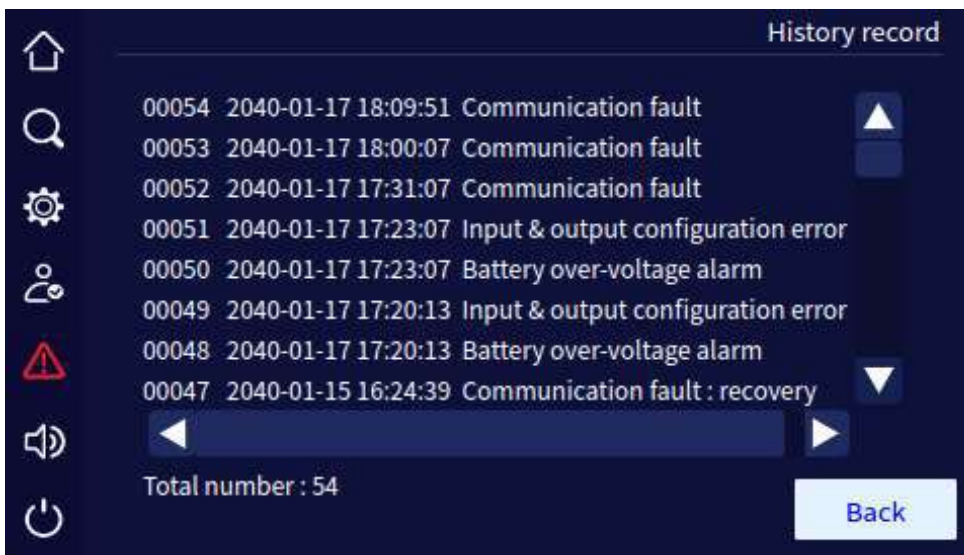 History record
00054 2040-01-17 18:09:51 Communication fault
00053 2040-01-17 18:00:07 Communication fault
00052 2040-01-17 17:31:07 Communication fault
00051 2040-01-17 17:23:07 Input & output configuration error
00050 2040-01-17 17:23:07 Battery over-voltage alarm
00049 2040-01-17 17:20:13 Input & output configuration error
00048 2040-01-17 17:20:13 Battery over-voltage alarm
00047 2040-01-15 16:24:39 Communication fault : recovery
Total number : 54
Back